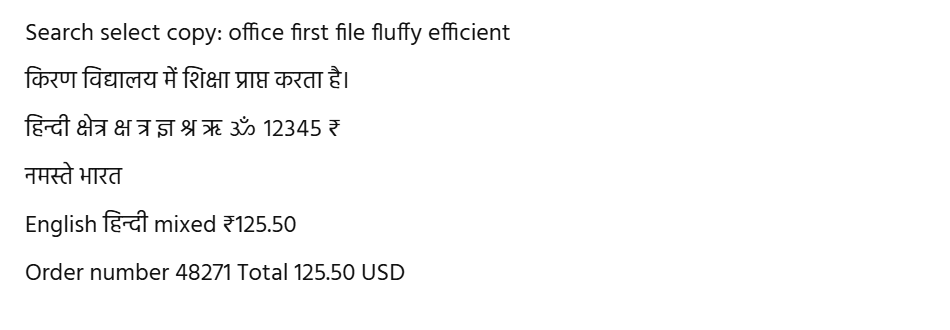 Search select copy: office first file fluffy efficient
किरण विद्यालय में शिक्षा प्राप्त करता है।
हिन्दी क्षेत्र क्ष त्र ज्ञ श्र ऋ ॐ 12345 ₹
नमस्ते भारत
English हिन्दी mixed ₹125.50
Order number 48271 Total 125.50 USD